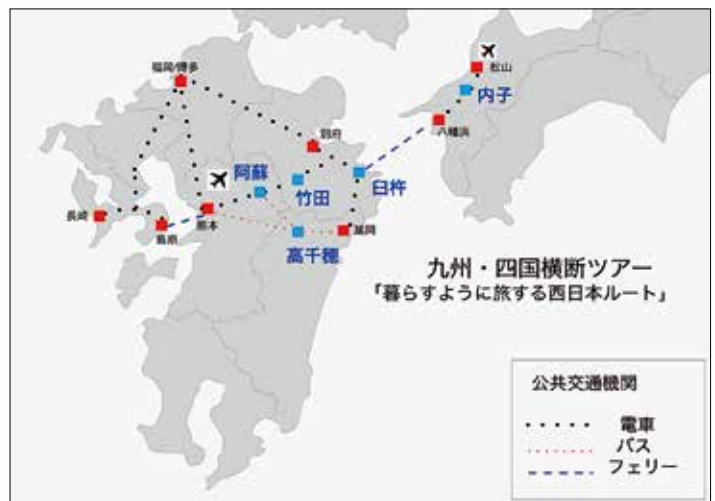 松山
内子
八幡浜
福岡/博多
別府
阿蘇
竹田
臼杵
長崎
島原
熊本
高千穂
延岡
九州・四国横断ツアー
「暮らすように旅する西日本ルート」
公共交通機関
電車
バス
フェリー